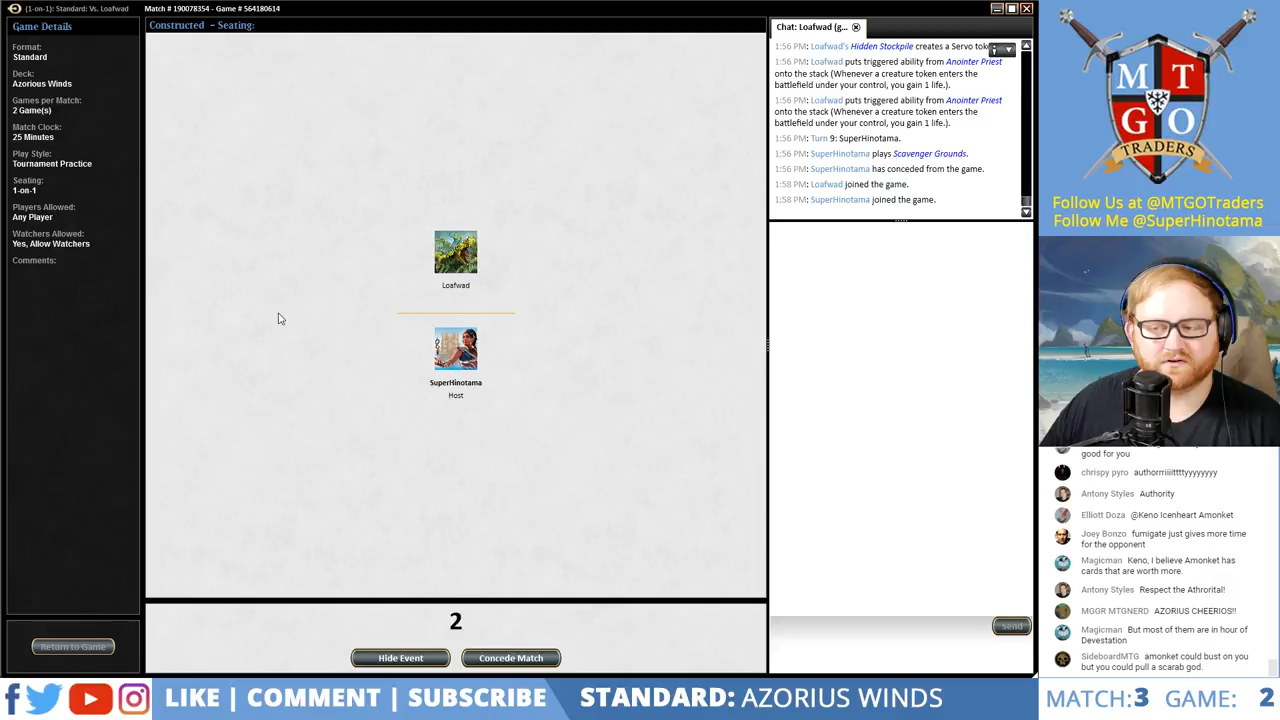 (1-on-1): Standard: Vs. Loafwad
Match # 190078354 - Game # 564180614
Game Details
Format:
Standard
Deck:
Azorious Winds
Games per Match:
2 Game(s)
Match Clock:
25 Minutes
Play Style:
Tournament Practice
Seating:
1-on-1
Players Allowed:
Any Player
Watchers Allowed:
Yes, Allow Watchers
Comments:
Return to Game
Constructed - Seating:
Loafwad
SuperHinotama
Host
2
Hide Event
Concede Match
Chat: Loafwad (g...
1:56 PM: Loafwad's Hidden Stockpile creates a Servo
1:56 PM: Loafwad puts triggered ability from Anointer Priest
onto the stack (Whenever a creature token enters the
battlefield under your control, you gain 1 life.).
1:56 PM: Loafwad puts triggered ability from Anointer Priest
onto the stack (Whenever a creature token enters the
battlefield under your control, you gain 1 life.).
1:56 PM: Turn 9: SuperHinotama.
1:56 PM: SuperHinotama plays Scavenger Grounds.
1:56 PM: SuperHinotama has conceded from the game.
1:58 PM: Loafwad joined the game.
1:58 PM: SuperHinotama joined the game.
Send
M T
G O
TRADERS
Follow Us at @MTGOTraders
Follow Me @SuperHinotama
good for you
chrispy pyro authorrriiiittttyyyyyyy
Antony Styles Authority
Elliott Doza @Keno Icenheart Amonket
Joey Bonzo fumigate just gives more time
for the opponent
Magicman Keno, I believe Amonket has
cards that are worth more.
Antony Styles Respect the Athrorital!
MGGR MTGNERD AZORIUS CHEERIOS!!
Magicman But most of them are in hour of
Devestation
SideboardMTG amonket could bust on you
but you could pull a scarab god.
LIKE | COMMENT | SUBSCRIBE
STANDARD: AZORIUS WINDS
MATCH:3 GAME: 2